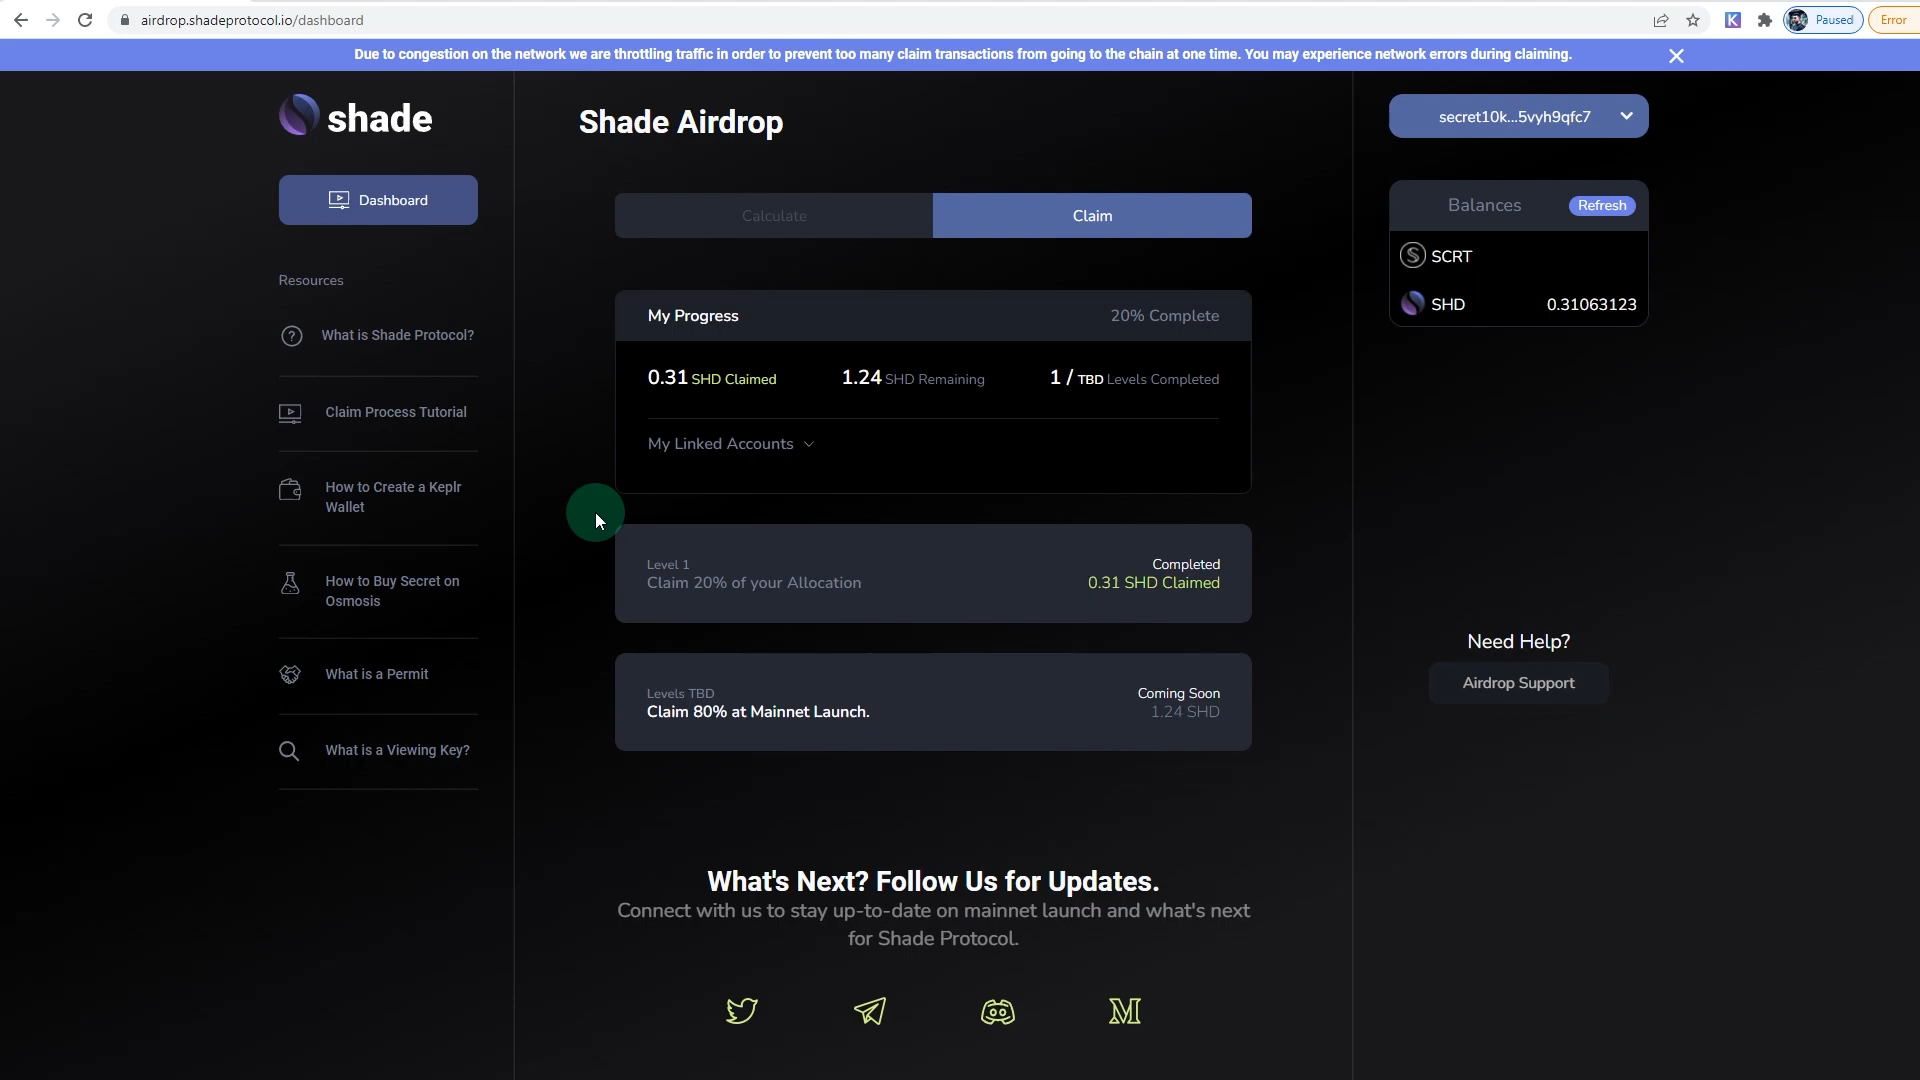 airdrop.shadeprotocol.io/dashboard
K
Paused
Error
Due to congestion on the network we are throttling traffic in order to prevent too many claim transactions from going to the chain at one time. You may experience network errors during claiming.
shade
Dashboard
Resources
What is Shade Protocol?
Claim Process Tutorial
How to Create a Keplr
Wallet
How to Buy Secret on
Osmosis
What is a Permit
What is a Viewing Key?
Shade Airdrop
Calculate
Claim
My Progress
20% Complete
0.31 SHD Claimed
1.24 SHD Remaining
1 / TBD Levels Completed
My Linked Accounts
Level 1
Claim 20% of your Allocation
Completed
0.31 SHD Claimed
Levels TBD
Claim 80% at Mainnet Launch.
Coming Soon
1.24 SHD
What's Next? Follow Us for Updates.
Connect with us to stay up-to-date on mainnet launch and what's next
for Shade Protocol.
secret10k...5vyh9qfc7
Balances
Refresh
SCRT
SHD 0.31063123
Need Help?
Airdrop Support